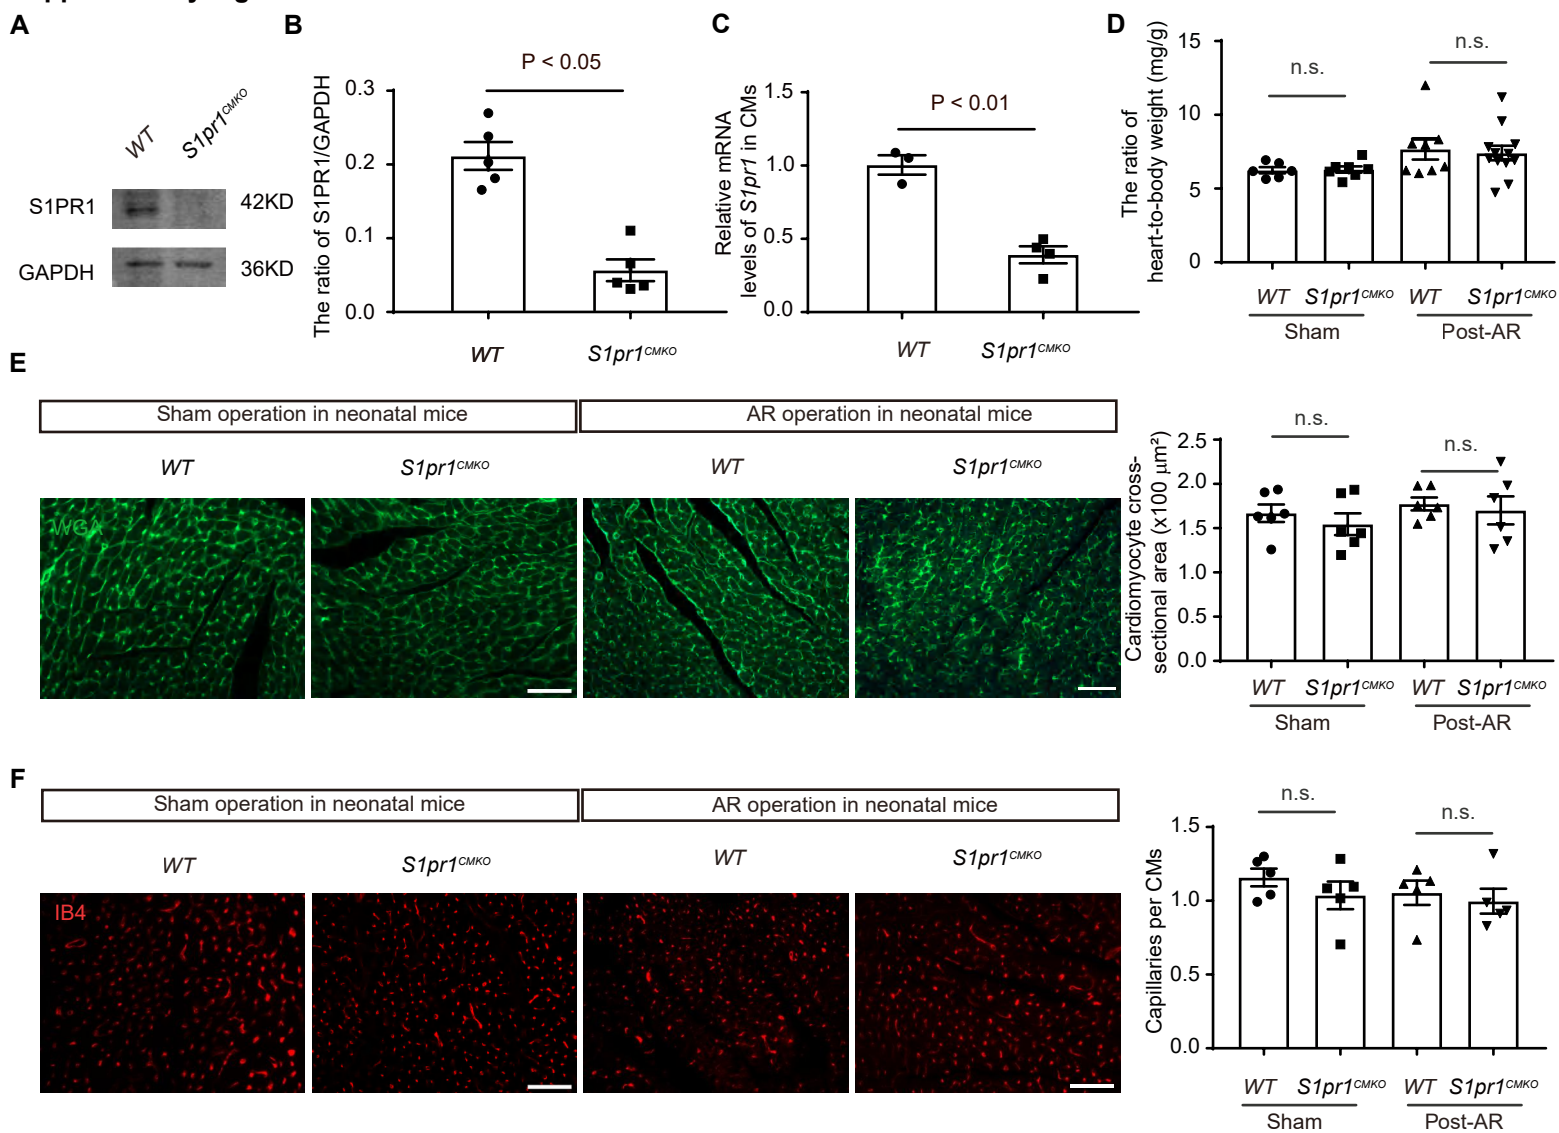 A
WT
S1pr1CMKO
S1PR1
42KD
GAPDH
36KD
B
P < 0.05
The ratio of S1PR1/GAPDH
0.3
0.2
0.1
0.0
WT
S1pr1CMKO
C
P < 0.01
Relative mRNA
levels of S1pr1 in CMs
1.5
1.0
0.5
0.0
WT
S1pr1CMKO
D
n.s.
n.s.
The ratio of
heart-to-body weight (mg/g)
15
10
5
0
WT
S1pr1CMKO
WT
S1pr1CMKO
Sham
Post-AR
E
Sham operation in neonatal mice
AR operation in neonatal mice
WT
S1pr1CMKO
WT
S1pr1CMKO
WGA
n.s.
n.s.
Cardiomyocyte cross-
sectional area (x100 µm²)
2.5
2.0
1.5
1.0
0.5
0.0
WT
S1pr1CMKO
WT
S1pr1CMKO
Sham
Post-AR
F
Sham operation in neonatal mice
AR operation in neonatal mice
WT
S1pr1CMKO
WT
S1pr1CMKO
IB4
n.s.
n.s.
Capillaries per CMs
1.5
1.0
0.5
0.0
WT
S1pr1CMKO
WT
S1pr1CMKO
Sham
Post-AR